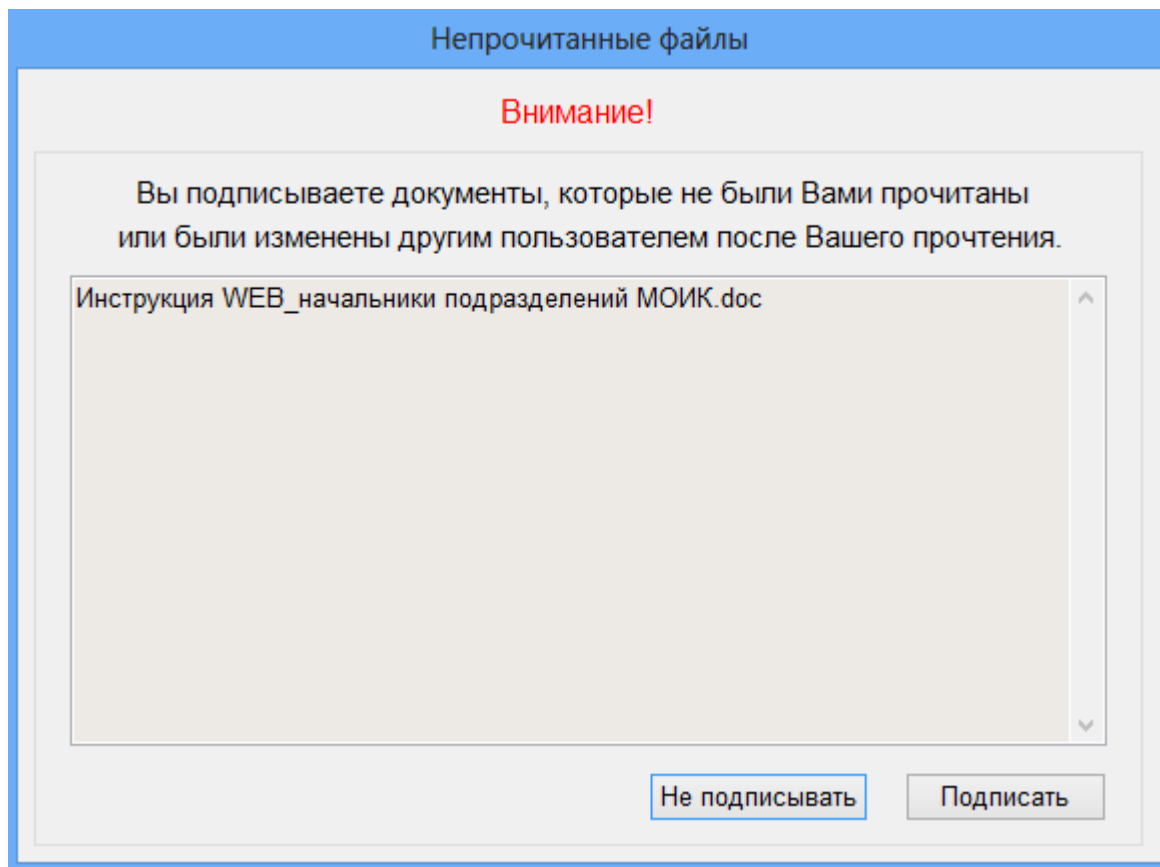 Непрочитанные файлы
Внимание!
Вы подписываете документы, которые не были Вами прочитаны
или были изменены другим пользователем после Вашего прочтения.
Инструкция WEB_начальники подразделений МОИК.doc
Не подписывать
Подписать